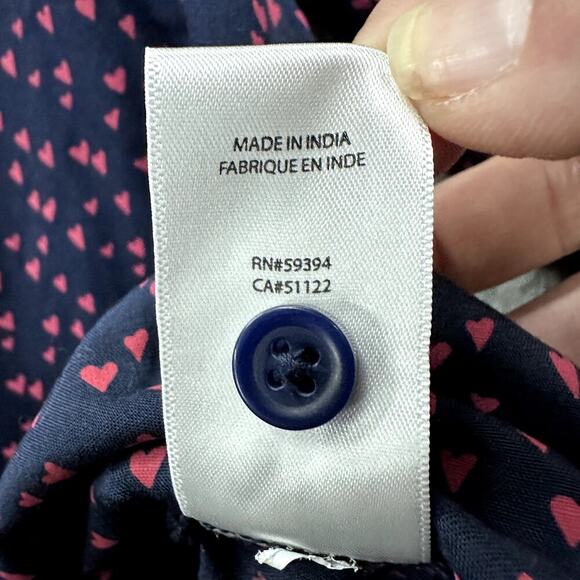 MADE IN INDIA
FABRIQUE EN INDE
RN#59394
CA#51122